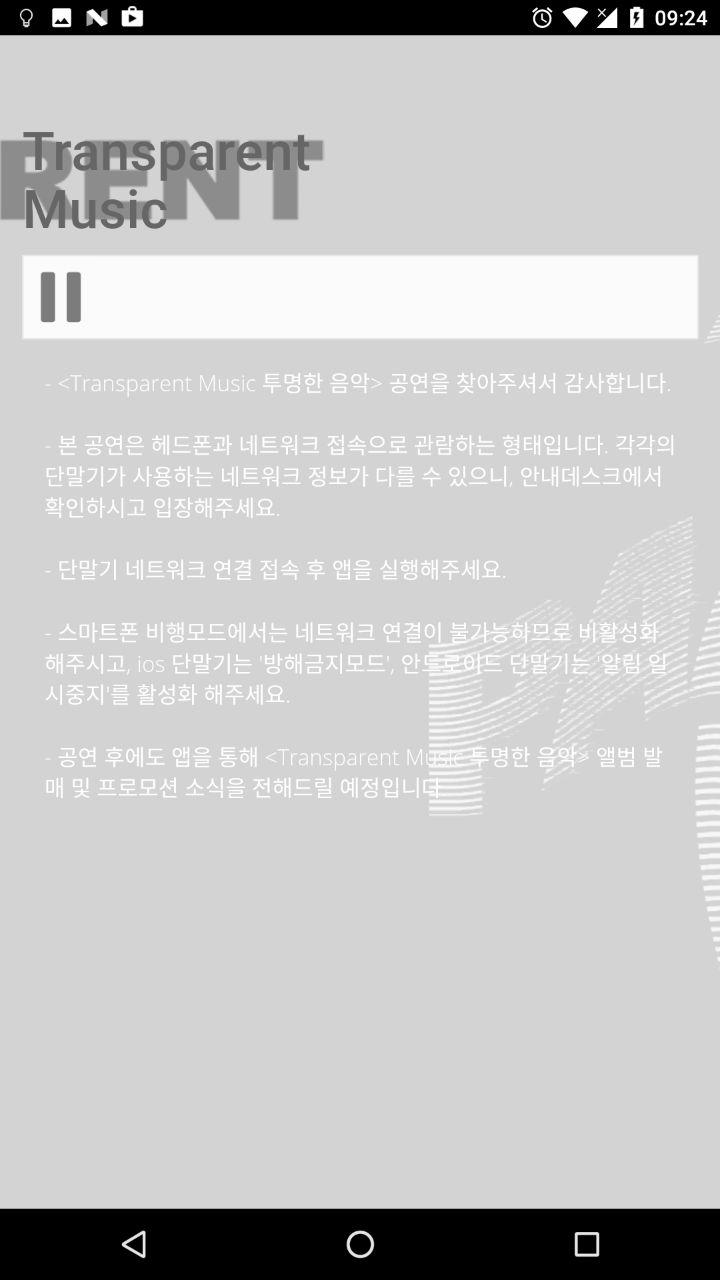 09:24
RENT
Transparent
Music
- <Transparent Music 투명한 음악> 공연을 찾아주셔서 감사합니다.
- 본 공연은 헤드폰과 네트워크 접속으로 관람하는 형태입니다. 각각의
단말기가 사용하는 네트워크 정보가 다를 수 있으니, 안내데스크에서
확인하시고 입장해주세요.
- 단말기 네트워크 연결 접속 후 앱을 실행해주세요.
- 스마트폰 비행모드에서는 네트워크 연결이 불가능하므로 비활성화
해주시고, ios 단말기는 '방해금지모드', 안드로이드 단말기는 '알림 일
시중지'를 활성화 해주세요.
- 공연 후에도 앱을 통해 <Transparent Music 투명한 음악> 앨범 발
매 및 프로모션 소식을 전해드릴 예정입니다